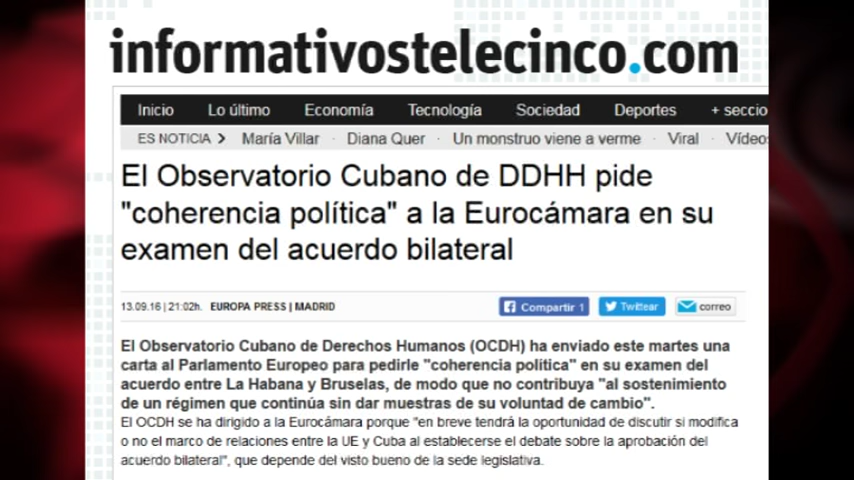 informativostelecinco.com
Inicio Lo último Economía Tecnología Sociedad Deportes + seccio
ES NOTICIA > María Villar · Diana Quer · Un monstruo viene a verme · Viral · Vídeos
El Observatorio Cubano de DDHH pide
"coherencia política" a la Eurocámara en su
examen del acuerdo bilateral
13.09.16 | 21:02h. EUROPA PRESS | MADRID Compartir 1 Twittear correo
El Observatorio Cubano de Derechos Humanos (OCDH) ha enviado este martes una
carta al Parlamento Europeo para pedirle "coherencia política" en su examen del
acuerdo entre La Habana y Bruselas, de modo que no contribuya "al sostenimiento
de un régimen que continúa sin dar muestras de su voluntad de cambio".
El OCDH se ha dirigido a la Eurocámara porque "en breve tendrá la oportunidad de discutir si modifica
o no el marco de relaciones entre la UE y Cuba al establecerse el debate sobre la aprobación del
acuerdo bilateral", que depende del visto bueno de la sede legislativa.